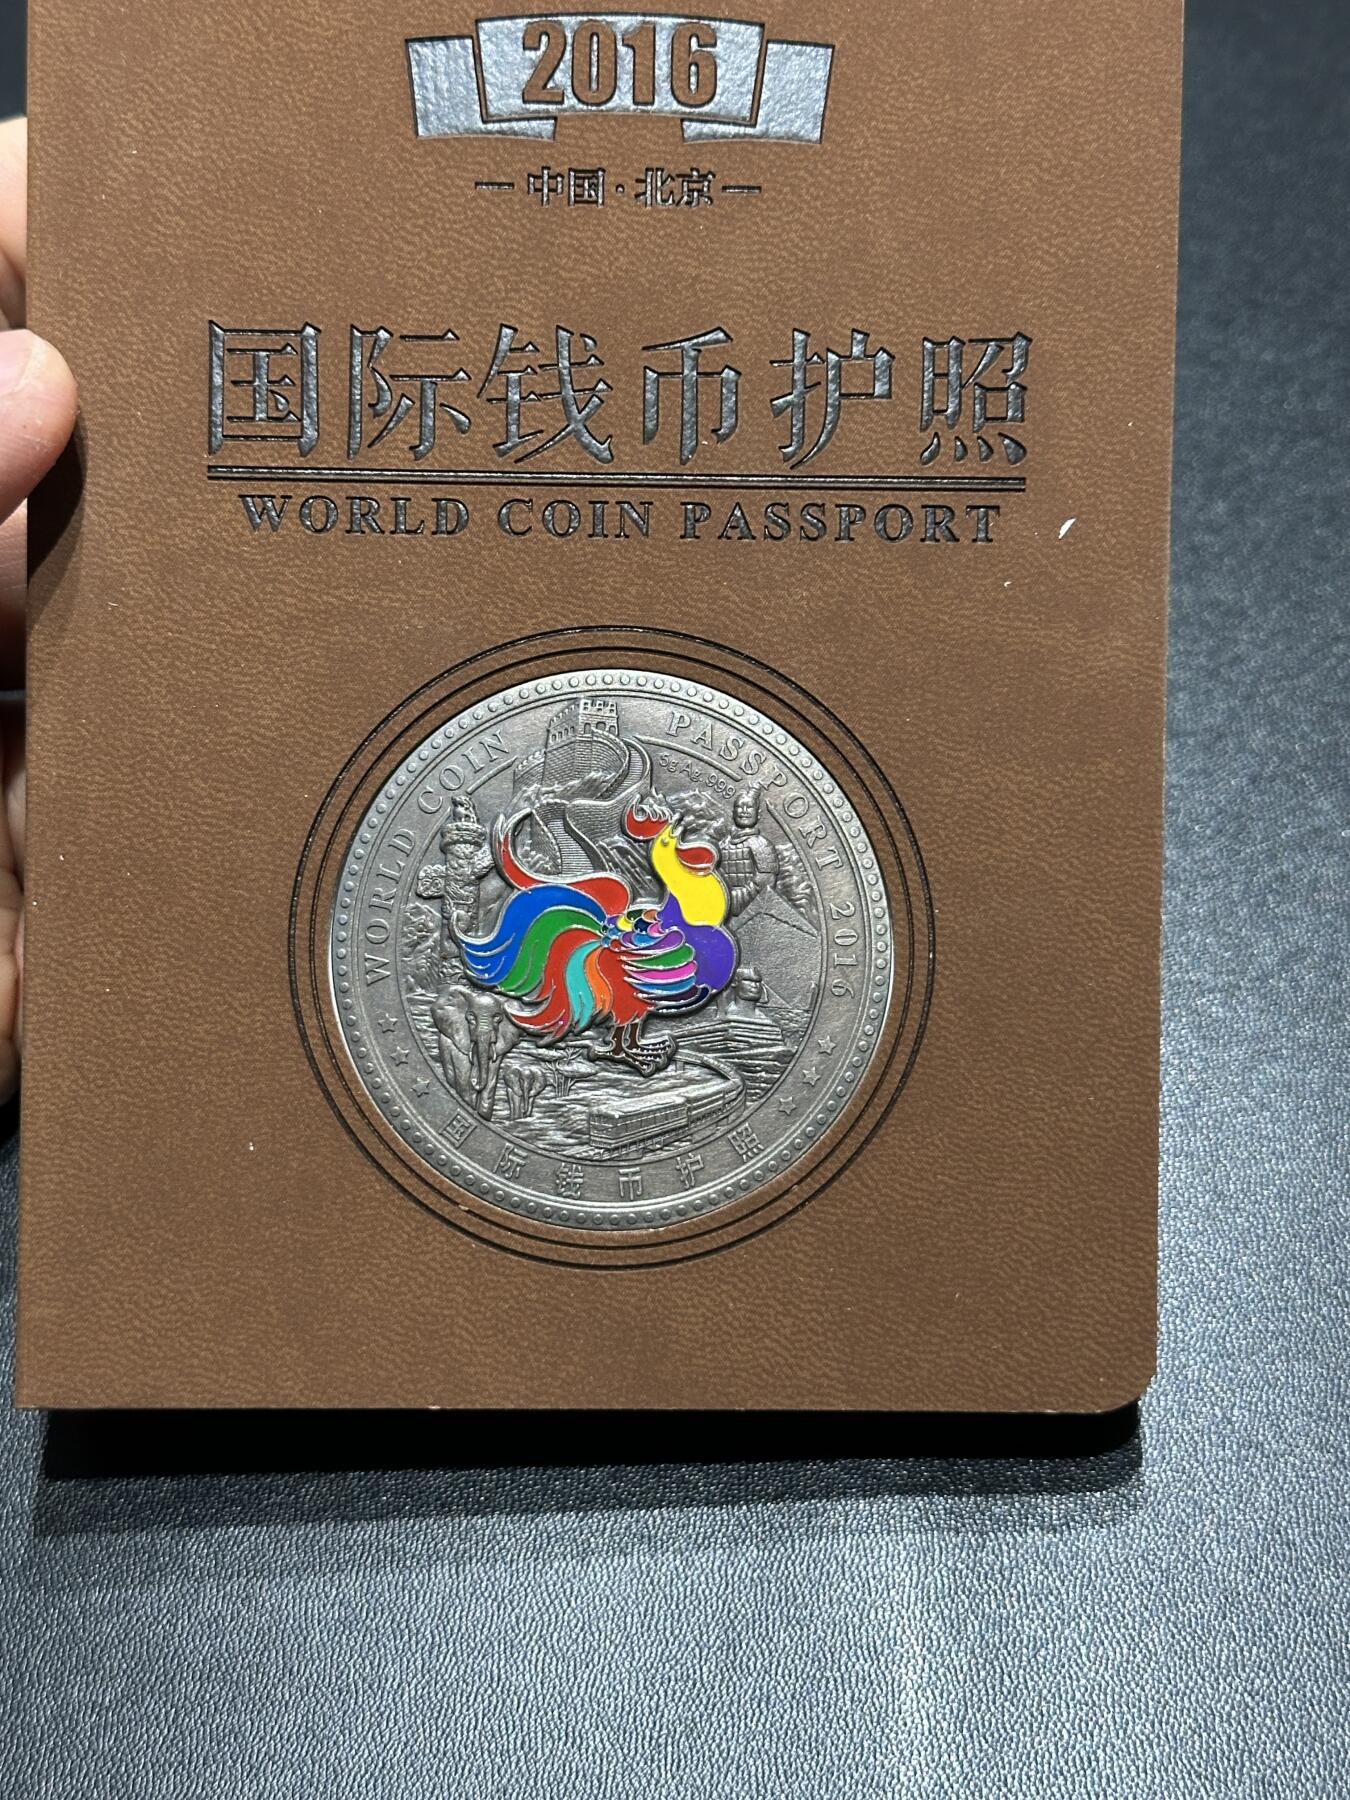 2016
— 中国·北京 —
国际钱币护照
WORLD COIN PASSPORT
WORLD COIN PASSPORT 2016
5g Ag .999
国际钱币护照